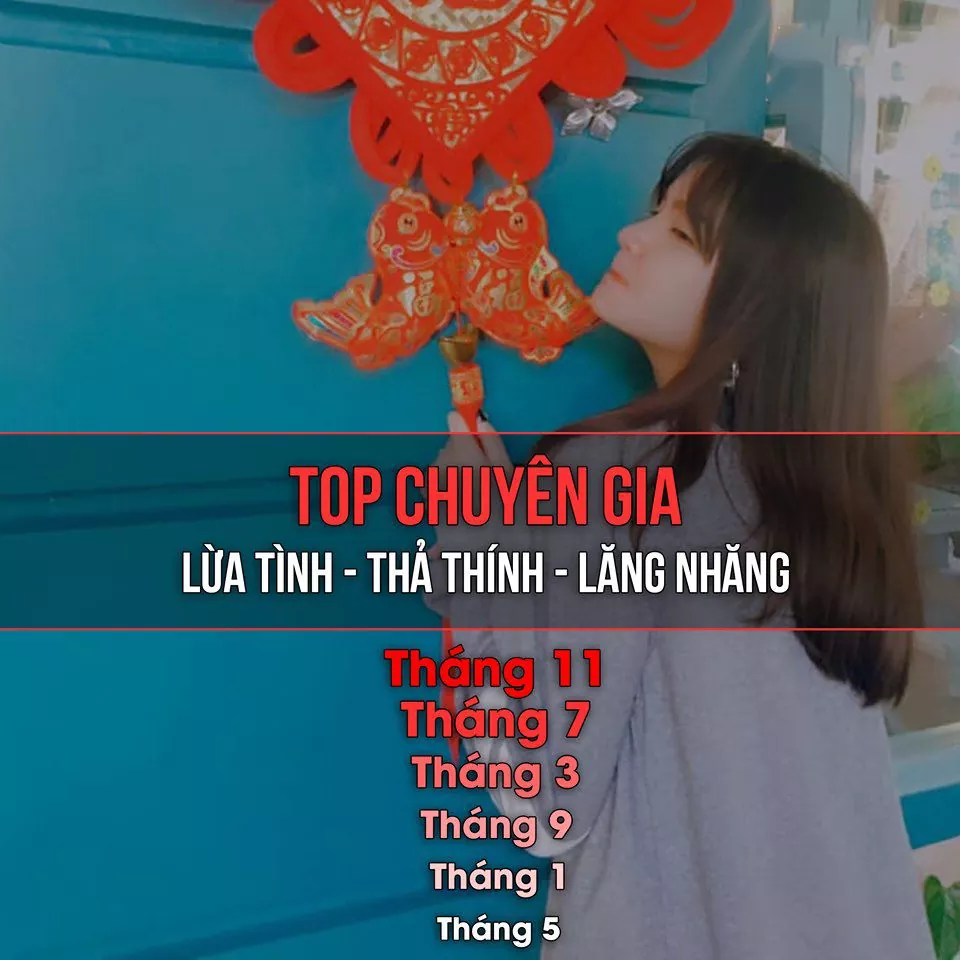 TOP CHUYÊN GIA
LỪA TÌNH - THẢ THÍNH - LĂNG NHĂNG
Tháng 11
Tháng 7
Tháng 3
Tháng 9
Tháng 1
Tháng 5